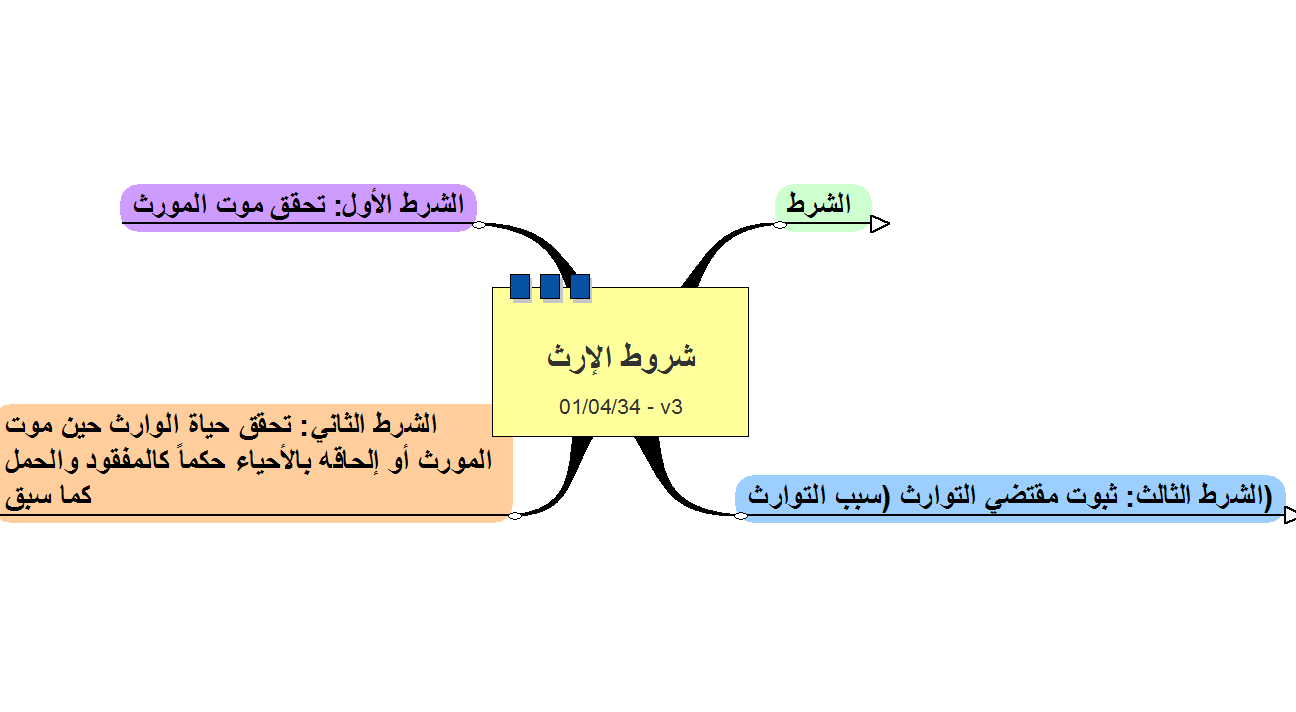 الشرط
الشرط الأول: تحقق موت المورث
شروط الإرث
01/04/34 - v3
الشرط الثاني: تحقق حياة الوارث حين موت
المورث أو إلحاقه بالأحياء حكماً كالمفقود والحمل
كما سبق
الشرط الثالث: ثبوت مقتضي التوارث (سبب التوارث)